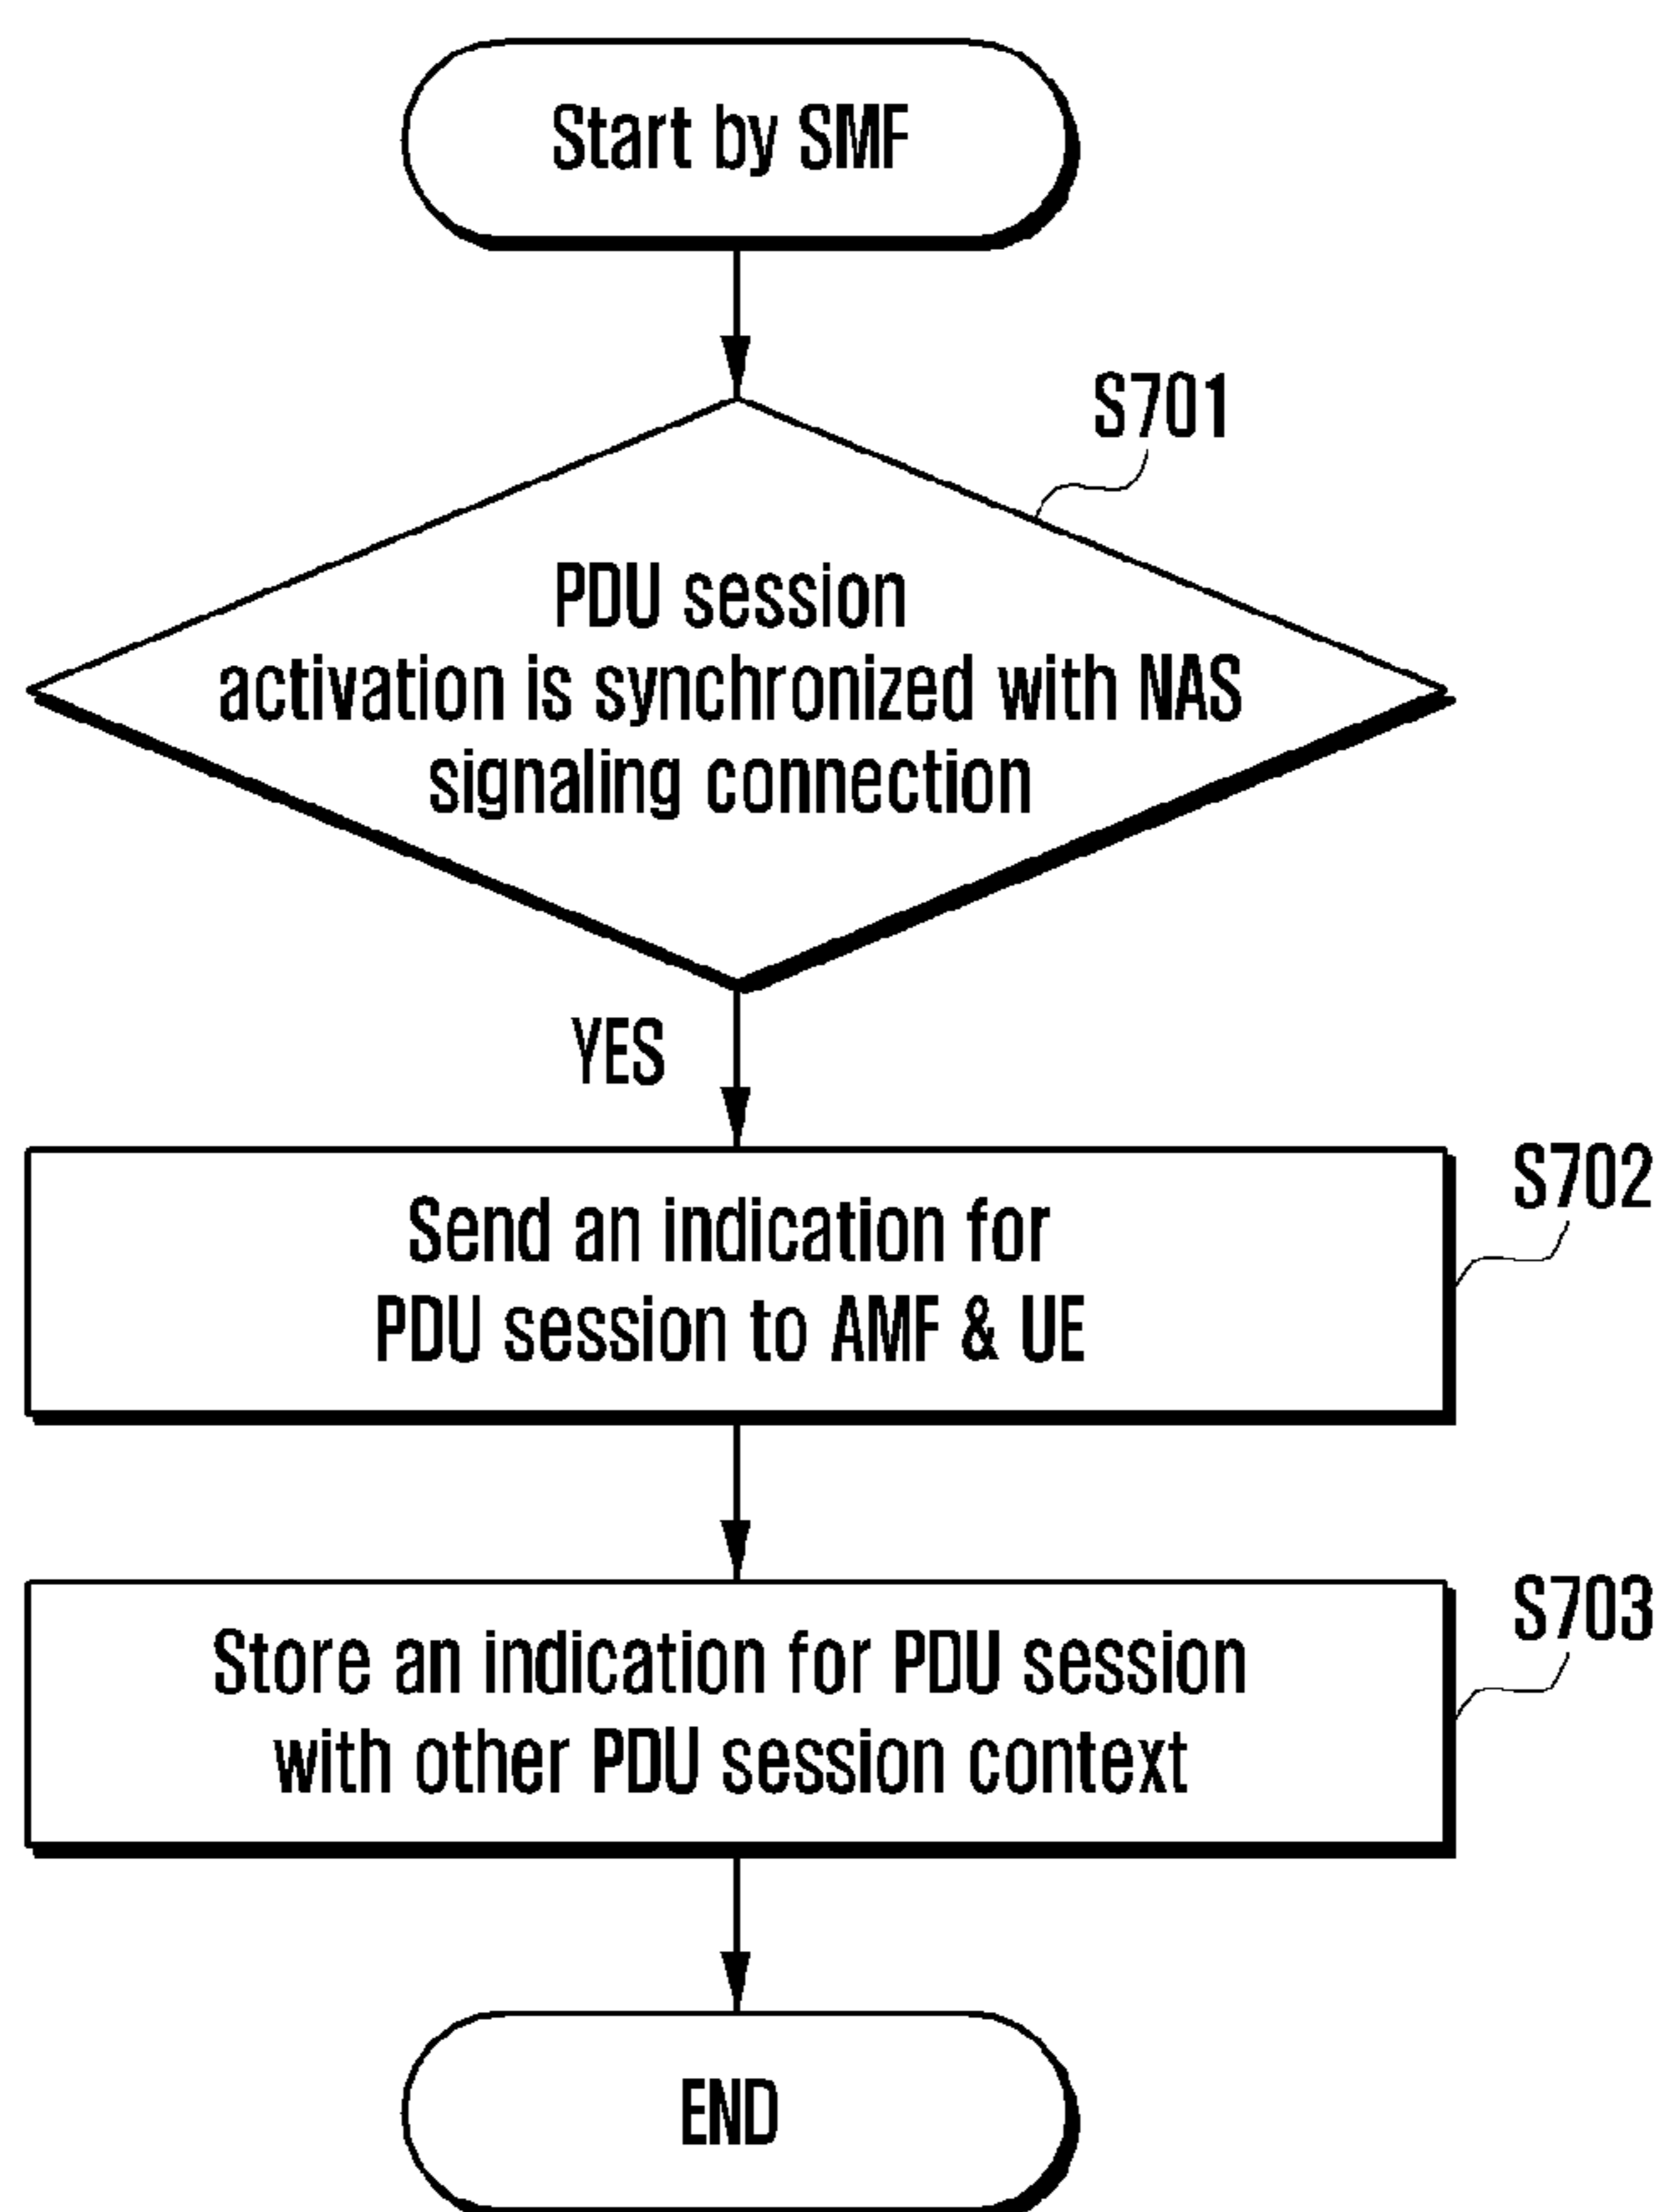 Start by SMF
S701
PDU session
activation is synchronized with NAS
signaling connection
YES
S702
Send an indication for
PDU session to AMF & UE
S703
Store an indication for PDU session
with other PDU session context
END